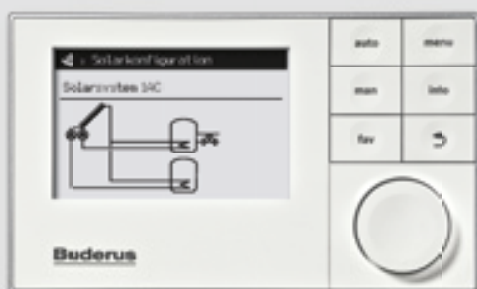 Solarkonfiguration
Solarsystem 1AC
auto
menu
man
info
fav
Buderus